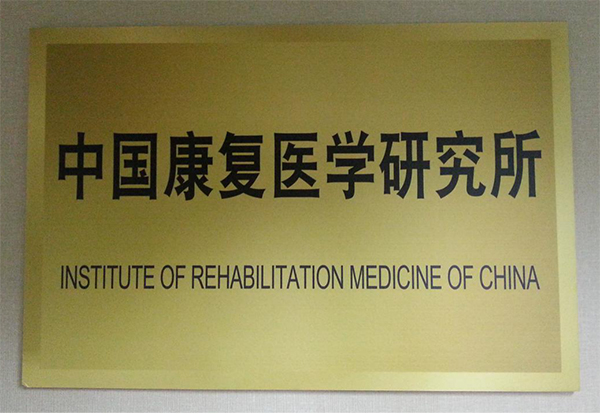 中国康复医学研究所
INSTITUTE OF REHABILITATION MEDICINE OF CHINA